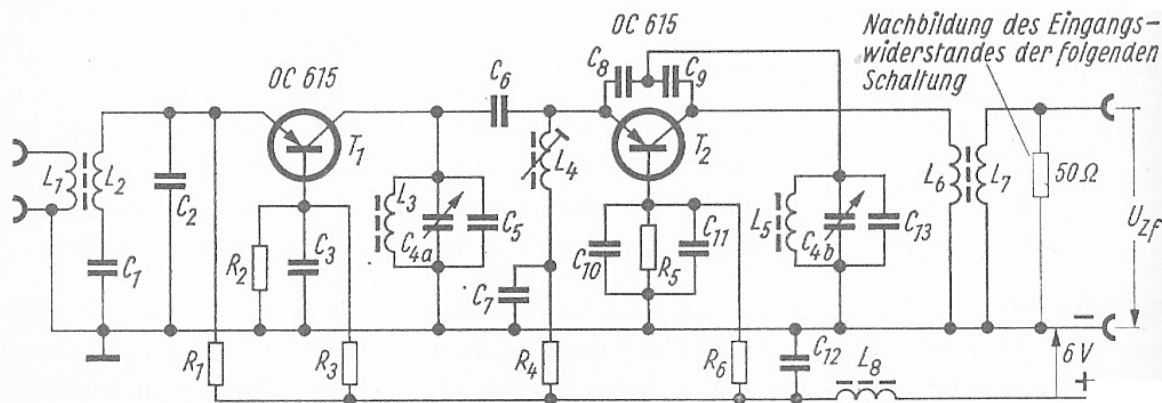 OC 615
OC 615
Nachbildung des Eingangs-
widerstandes der folgenden
Schaltung
C8
C9
C6
T1
T2
L1
L2
C2
L3
C4a
C5
L4
L5
C4b
C13
L6
L7
50Ω
UZf
C1
R2
C3
C7
C10
R5
C11
R1
R3
R4
R6
C12
L8
6 V
−
+